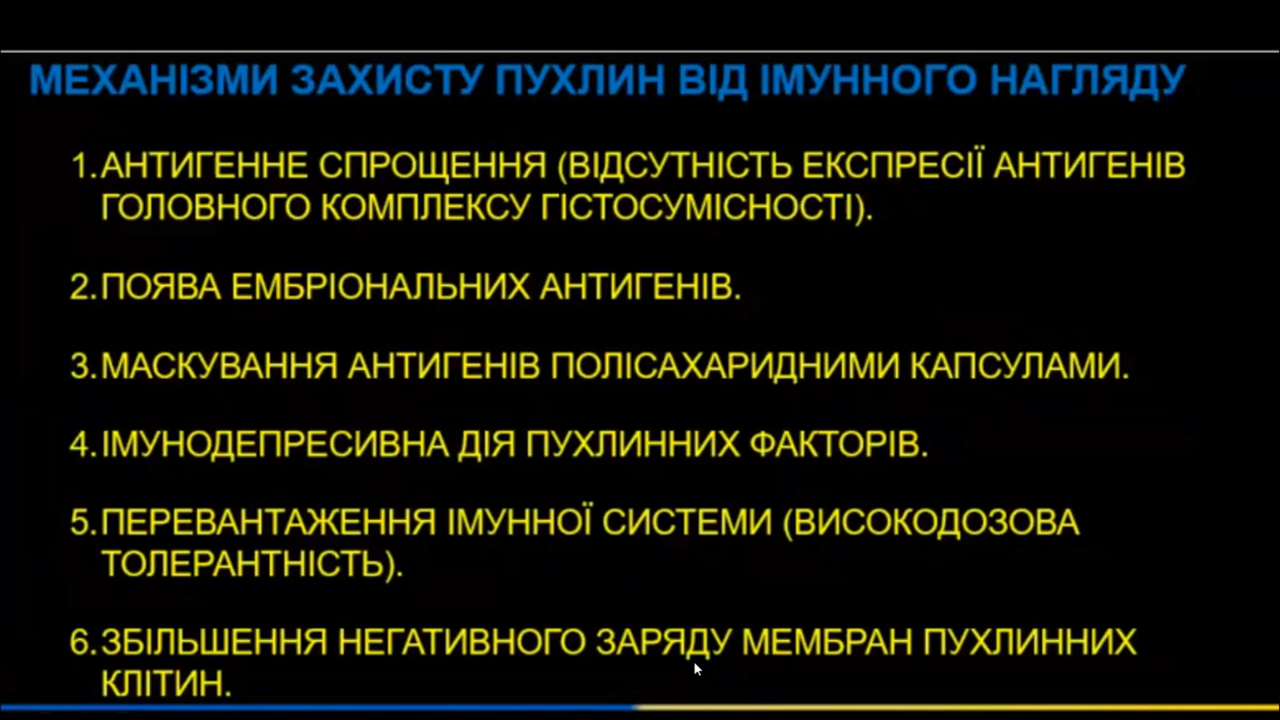 МЕХАНІЗМИ ЗАХИСТУ ПУХЛИН ВІД ІМУННОГО НАГЛЯДУ
1.АНТИГЕННЕ СПРОЩЕННЯ (ВІДСУТНІСТЬ ЕКСПРЕСІЇ АНТИГЕНІВ
ГОЛОВНОГО КОМПЛЕКСУ ГІСТОСУМІСНОСТІ).
2.ПОЯВА ЕМБРІОНАЛЬНИХ АНТИГЕНІВ.
3.МАСКУВАННЯ АНТИГЕНІВ ПОЛІСАХАРИДНИМИ КАПСУЛАМИ.
4.ІМУНОДЕПРЕСИВНА ДІЯ ПУХЛИННИХ ФАКТОРІВ.
5.ПЕРЕВАНТАЖЕННЯ ІМУННОЇ СИСТЕМИ (ВИСОКОДОЗОВА
ТОЛЕРАНТНІСТЬ).
6.ЗБІЛЬШЕННЯ НЕГАТИВНОГО ЗАРЯДУ МЕМБРАН ПУХЛИННИХ
КЛІТИН.